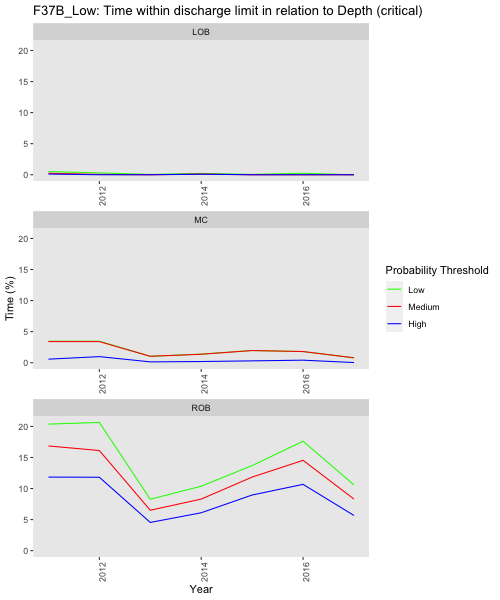 F37B_Low: Time within discharge limit in relation to Depth (critical)
LOB
20
15
10
5
0
2012
2014
2016
MC
20
15
10
5
0
2012
2014
2016
ROB
20
15
10
5
0
2012
2014
2016
Time (%)
Year
Probability Threshold
Low
Medium
High